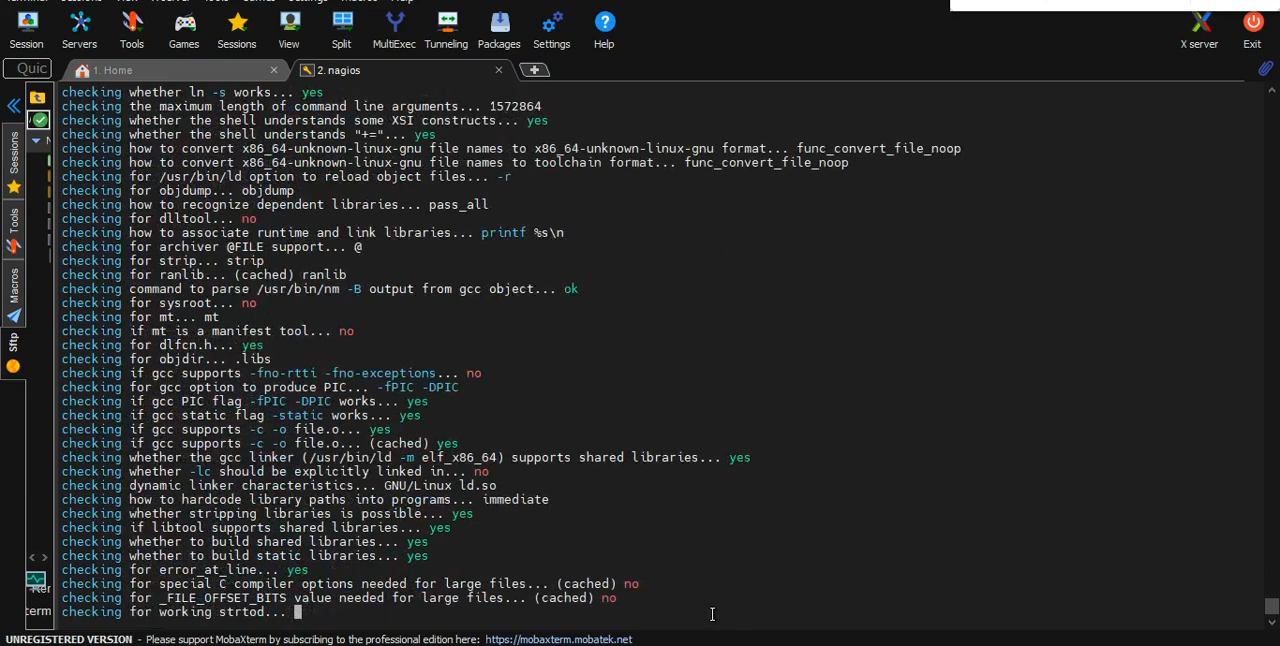 Session Servers Tools Games Sessions View Split MultiExec Tunneling Packages Settings Help X server Exit
Quic 1. Home 2. nagios
checking whether ln -s works... yes
checking the maximum length of command line arguments... 1572864
checking whether the shell understands some XSI constructs... yes
checking whether the shell understands "+="... yes
checking how to convert x86_64-unknown-linux-gnu file names to x86_64-unknown-linux-gnu format... func_convert_file_noop
checking how to convert x86_64-unknown-linux-gnu file names to toolchain format... func_convert_file_noop
checking for /usr/bin/ld option to reload object files... -r
checking for objdump... objdump
checking how to recognize dependent libraries... pass_all
checking for dlltool... no
checking how to associate runtime and link libraries... printf %s\n
checking for archiver @FILE support... @
checking for strip... strip
checking for ranlib... (cached) ranlib
checking command to parse /usr/bin/nm -B output from gcc object... ok
checking for sysroot... no
checking for mt... mt
checking if mt is a manifest tool... no
checking for dlfcn.h... yes
checking for objdir... .libs
checking if gcc supports -fno-rtti -fno-exceptions... no
checking for gcc option to produce PIC... -fPIC -DPIC
checking if gcc PIC flag -fPIC -DPIC works... yes
checking if gcc static flag -static works... yes
checking if gcc supports -c -o file.o... yes
checking if gcc supports -c -o file.o... (cached) yes
checking whether the gcc linker (/usr/bin/ld -m elf_x86_64) supports shared libraries... yes
checking whether -lc should be explicitly linked in... no
checking dynamic linker characteristics... GNU/Linux ld.so
checking how to hardcode library paths into programs... immediate
checking whether stripping libraries is possible... yes
checking if libtool supports shared libraries... yes
checking whether to build shared libraries... yes
checking whether to build static libraries... yes
checking for error_at_line... yes
checking for special C compiler options needed for large files... (cached) no
checking for _FILE_OFFSET_BITS value needed for large files... (cached) no
checking for working strtod...
Sessions
Tools
Macros
Sftp
term
UNREGISTERED VERSION - Please support MobaXterm by subscribing to the professional edition here: https://mobaxterm.mobatek.net